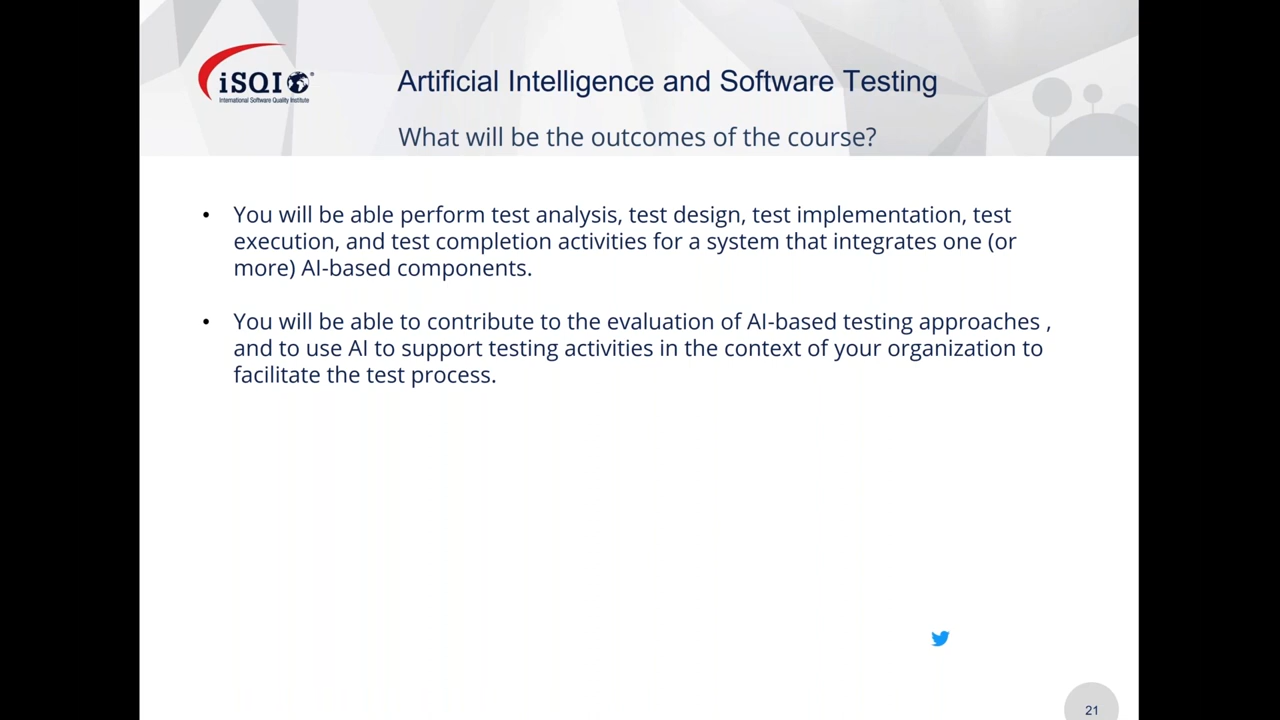 iSQI
International Software Quality Institute
Artificial Intelligence and Software Testing
What will be the outcomes of the course?
• You will be able perform test analysis, test design, test implementation, test
execution, and test completion activities for a system that integrates one (or
more) AI-based components.
• You will be able to contribute to the evaluation of AI-based testing approaches ,
and to use AI to support testing activities in the context of your organization to
facilitate the test process.
21